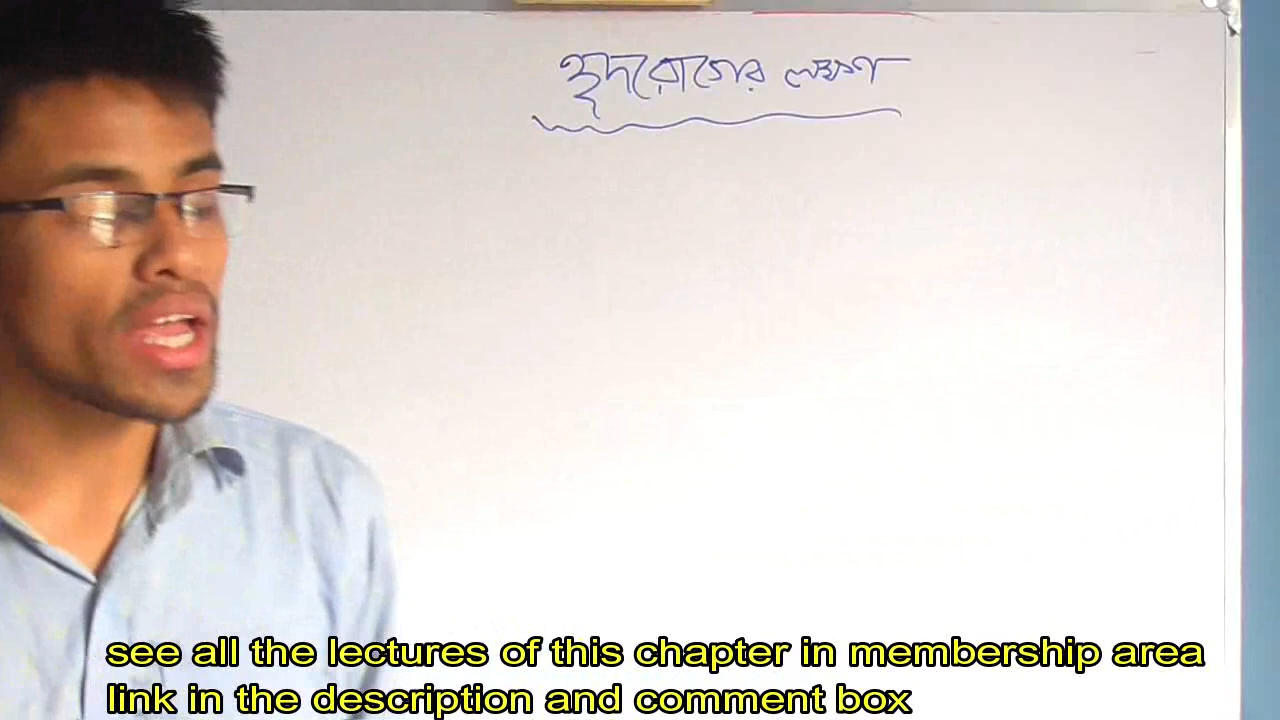 হৃদরোগের লক্ষণ
see all the lectures of this chapter in membership area
link in the description and comment box